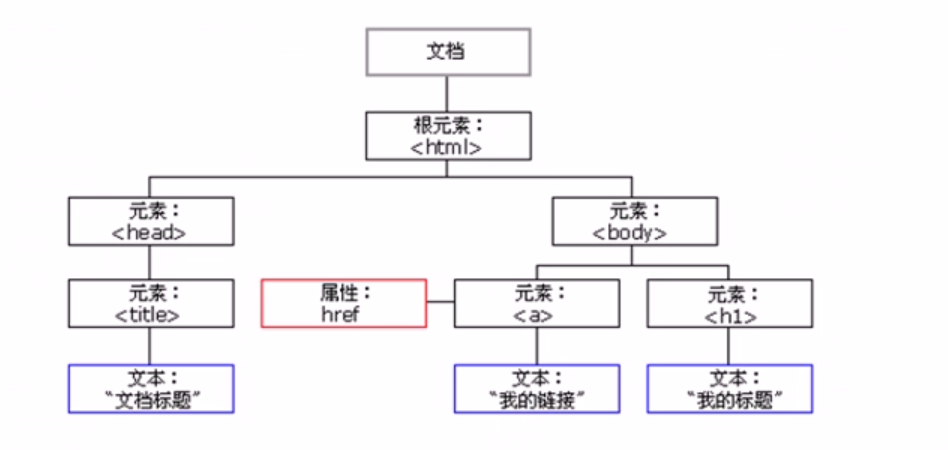 文档
根元素：
<html>
元素：
<head>
元素：
<body>
元素：
<title>
属性：
href
元素：
<a>
元素：
<h1>
文本：
“文档标题”
文本：
“我的链接”
文本：
“我的标题”